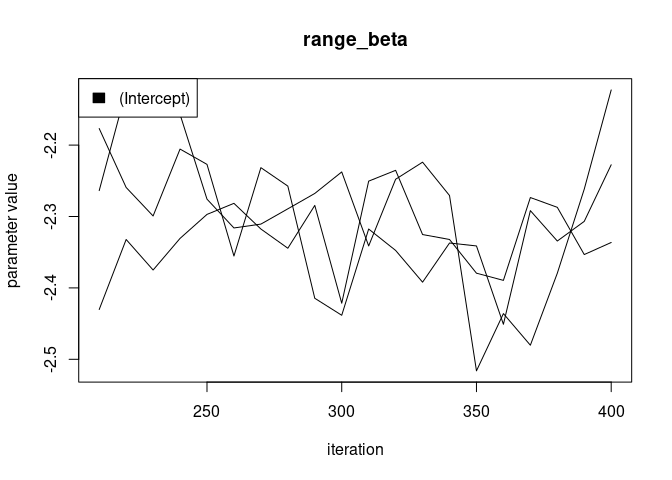 range_beta
(Intercept)
parameter value
-2.2
-2.3
-2.4
-2.5
250
300
350
400
iteration